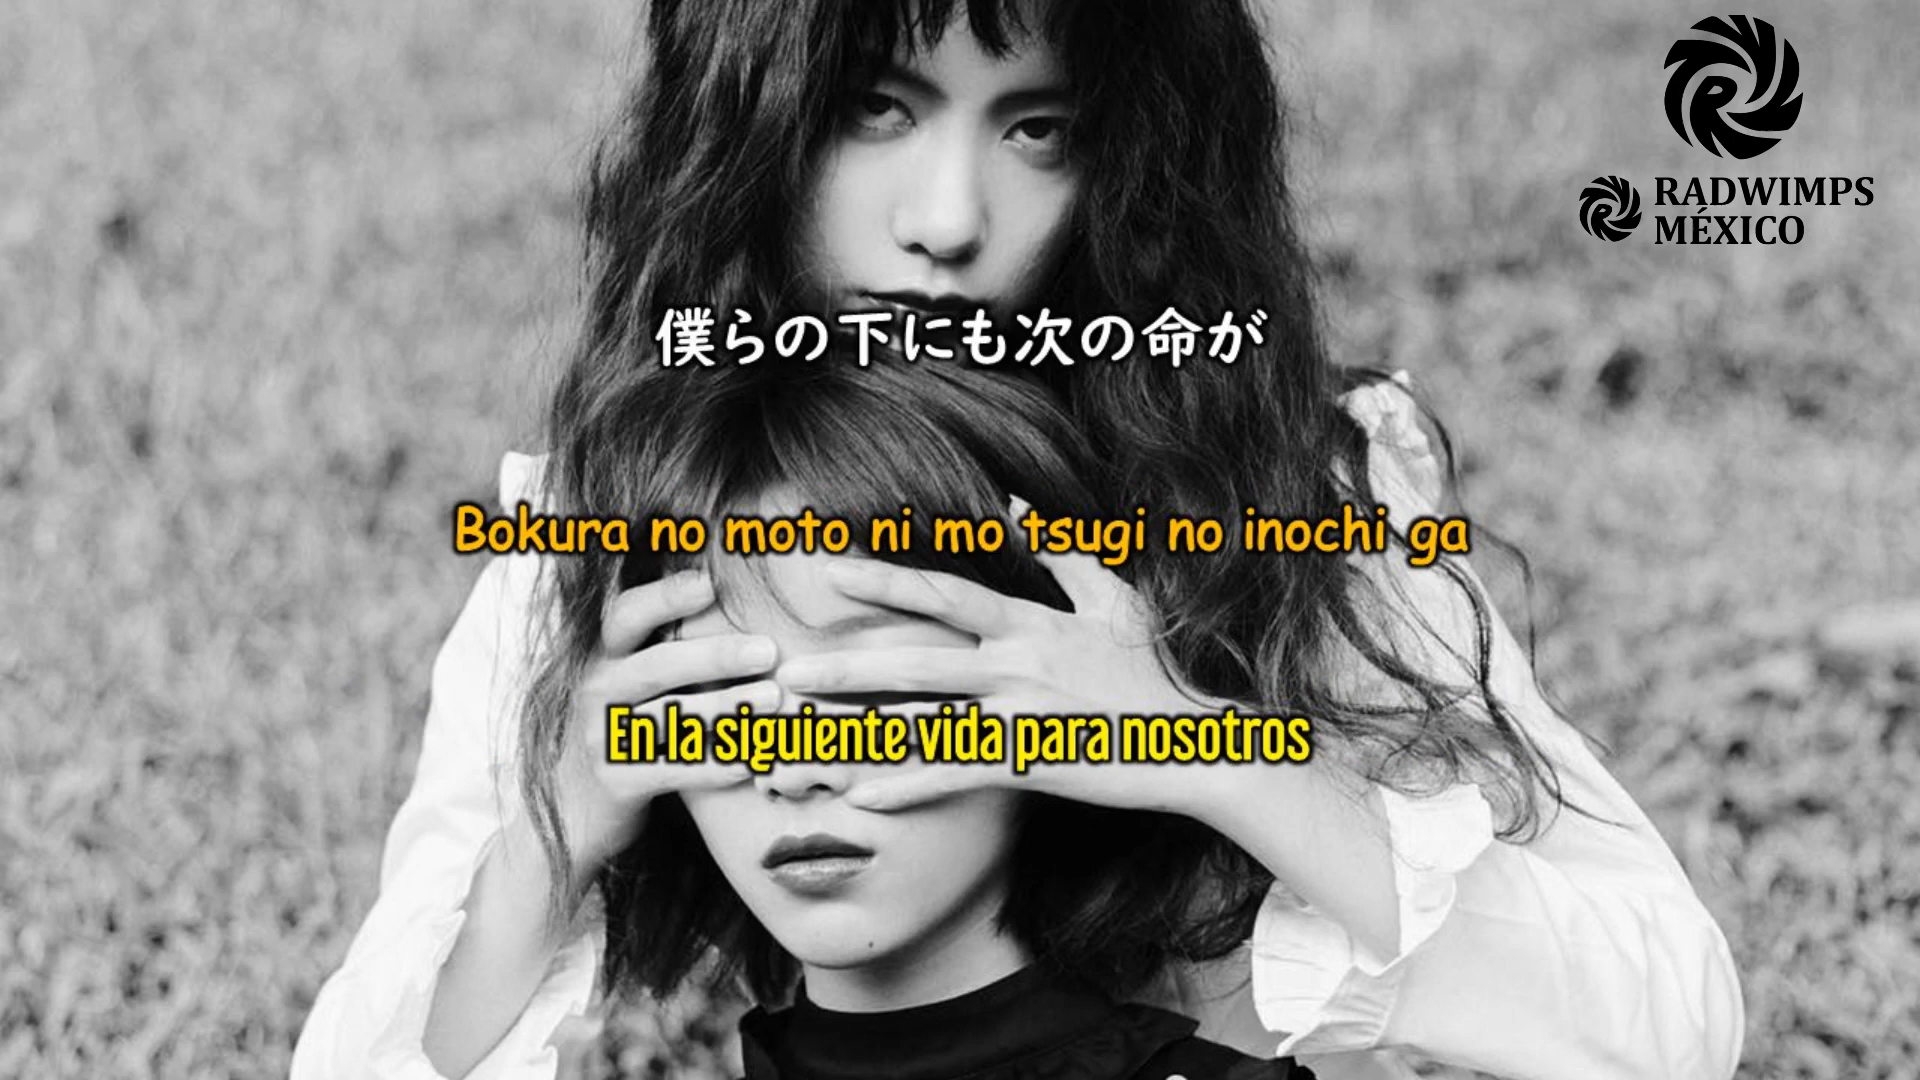 RADWIMPS
MÉXICO
僕らの下にも次の命が
Bokura no moto ni mo tsugi no inochi ga
En la siguiente vida para nosotros